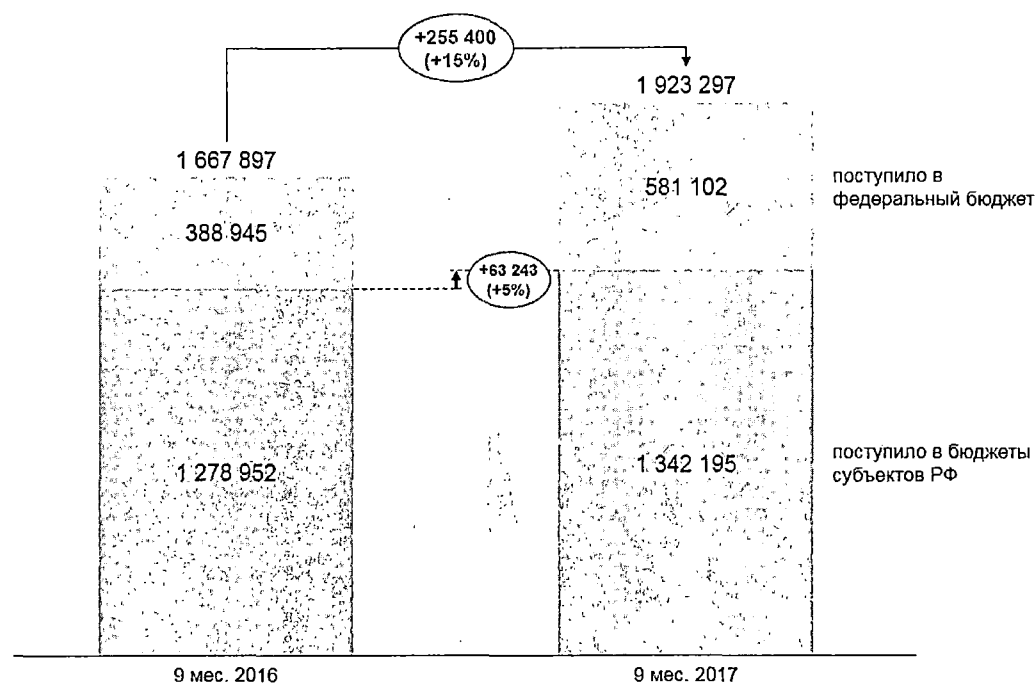 +255 400
(+15%)
1 923 297
1 667 897
581 102
поступило в
федеральный бюджет
388 945
+63 243
(+5%)
1 278 952
1 342 195
поступило в бюджеты
субъектов РФ
9 мес. 2016
9 мес. 2017